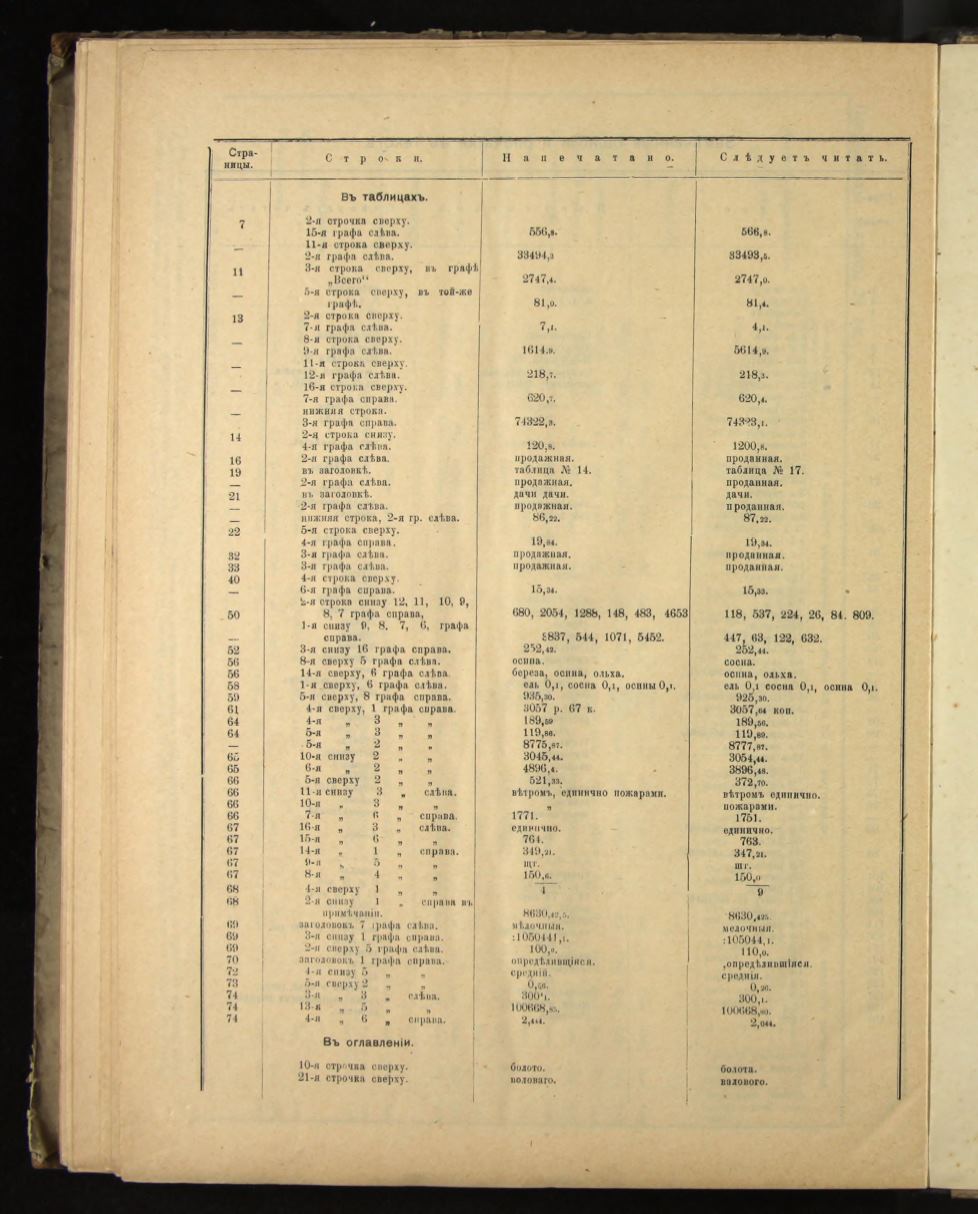 Стра-
ницы. Строки. Напечатано. Слѣдуетъ читать.
Въ таблицахъ.
7 2-я строчка сверху.
15-я графа слѣва. 556,8. 566,8.
— 11-я строка сверху.
2-я графа слѣва. 33494,3 33493,5.
11 3-я строка сверху, въ графѣ
„Всего“ 2747,4. 2747,0.
— 5-я строка сверху, въ той-же
графѣ. 81,0. 81,4.
13 2-я строка сверху.
7-я графа слѣва. 7,1. 4,1.
— 8-я строка сверху.
9-я графа слѣва. 1614,9. 5614,9.
— 11-я строка сверху.
12-я графа слѣва. 218,7. 218,3.
— 16-я строка сверху.
7-я графа справа. 620,7. 620,4.
— нижняя строка.
3-я графа справа. 74322,9. 74323,1.
14 2-я строка снизу.
4-я графа слѣва. 120,8. 1200,8.
16 2-я графа слѣва. продажная. проданная.
19 въ заголовкѣ. таблица № 14. таблица № 17.
— 2-я графа слѣва. продажная. проданная.
21 въ заголовкѣ. дачи дачи. дачи.
— 2-я графа слѣва. продажная. проданная.
— нижняя строка, 2-я гр. слѣва. 86,22. 87,22.
22 5-я строка сверху.
4-я графа справа. 19,84. 19,34.
32 3-я графа слѣва. продажная. проданная.
33 3-я графа слѣва. продажная. проданная.
40 4-я строка сверху.
— 6-я графа справа. 15,34. 15,33.
2-я строка снизу 12, 11, 10, 9,
50 8, 7 графа справа, 680, 2054, 1288, 148, 483, 4653 118, 537, 224, 26, 84. 809.
1-я снизу 9, 8, 7, 6, графа
— справа. 8837, 544, 1071, 5452. 447, 63, 122, 632.
52 3-я снизу 16 графа справа. 252,42. 252,44.
56 8-я сверху 5 графа слѣва. осина. сосна.
56 14-я сверху, 6 графа слѣва. береза, осина, ольха. осина, ольха.
58 1-я сверху, 6 графа слѣва. ель 0,1, сосна 0,1, осины 0,1. ель 0,1 сосна 0,1, осина 0,1.
59 5-я сверху, 8 графа справа. 935,30. 925,30.
61 4-я сверху, 1 графа справа. 3057 р. 67 к. 3057,64 коп.
64 4-я „ 3 „ „ 189,59 189,56.
64 5-я „ 3 „ „ 119,86. 119,89.
— 5-я „ 2 „ „ 8775,87. 8777,87.
65 10-я снизу 2 „ „ 3045,44. 3054,44.
65 6-я „ 2 „ „ 4896,4. 3896,48.
66 5-я сверху 2 „ „ 521,33. 372,70.
66 11-я снизу 3 „ слѣва. вѣтромъ, единично пожарами. вѣтромъ единично.
66 10-я „ 3 „ „ „ пожарами.
66 7-я „ 6 „ справа. 1771. 1751.
67 16-я „ 3 „ слѣва. единично. единично.
67 15-я „ 6 „ „ 764. 763.
67 14-я „ 1 „ справа. 349,21. 347,21.
67 9-я „ 5 „ „ щг. шг.
67 8-я „ 4 „ „ 150,6. 150,0
68 4-я сверху 1 „ „ 4 9
68 2-я снизу 1 „ справа въ
примѣчаніи. 8630,42,5. 8630,425.
69 заголовокъ 7 графа слѣва. мѣлочныя. мелочныя.
69 3-я снизу 1 графа справа. :1050441,1. :105044,1.
69 2-я сверху 5 графа слѣва. 100,0. 110,0.
70 заголовокъ 1 графа справа. опредѣлившіяся. ,опредѣлившіяся.
72 4-я снизу 5 „ „ средній. средняя.
73 5-я сверху 2 „ „ 0,56. 0,26.
74 3-я „ 3 „ слѣва. 300'1. 300,1.
74 13-я „ 5 „ „ 100668,85. 100668,80.
74 4-я „ 6 „ справа. 2,444. 2,044.
Въ оглавленіи.
10-я строчка сверху. болото. болота.
21-я строчка сверху. воловаго. валового.